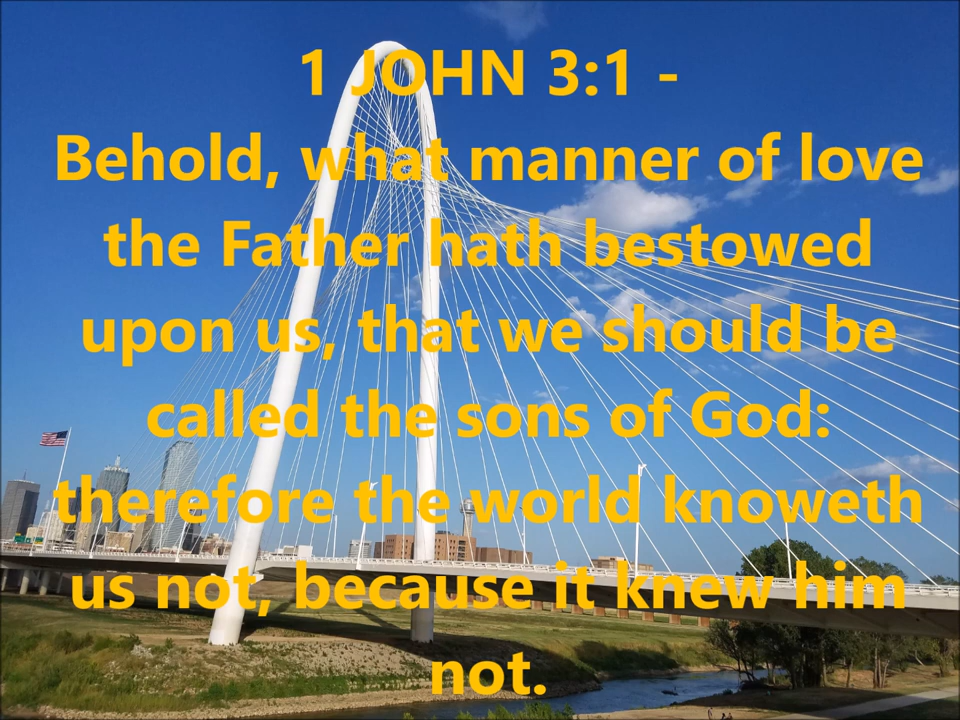 1 JOHN 3:1 -
Behold, what manner of love
the Father hath bestowed
upon us, that we should be
called the sons of God:
therefore the world knoweth
us not, because it knew him
not.